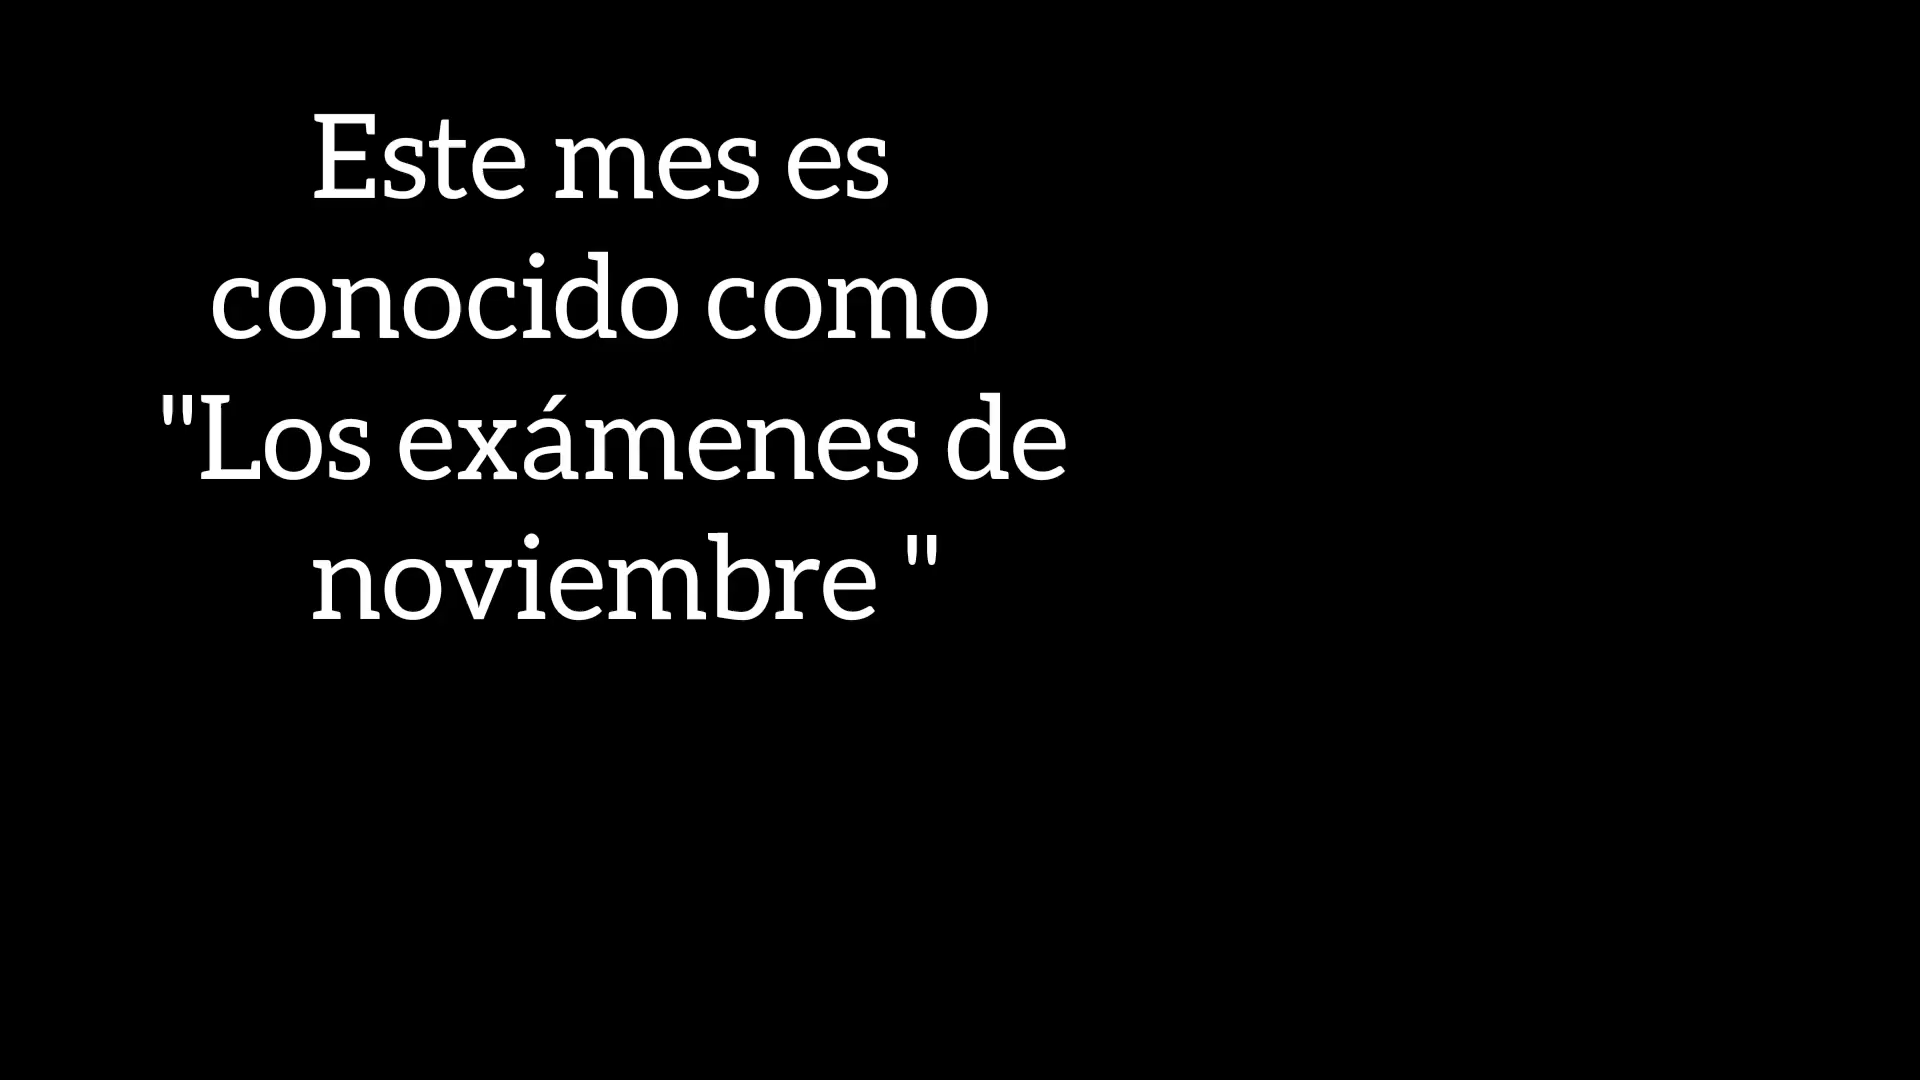 Este mes es
conocido como
"Los exámenes de
noviembre "